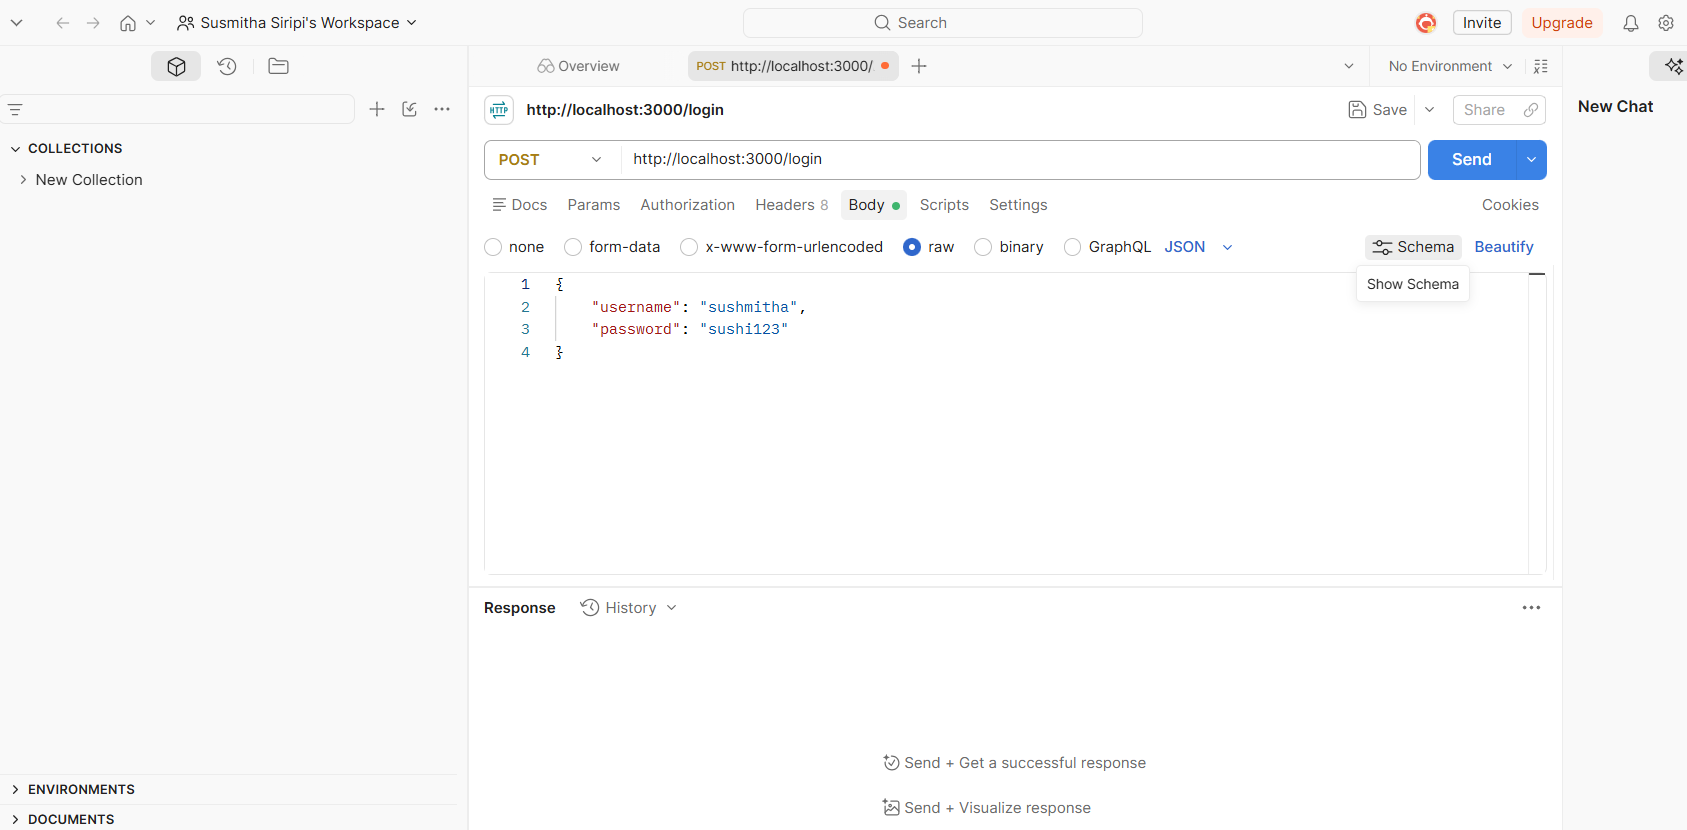 Susmitha Siripi's Workspace
Search
Invite
Upgrade
Overview
POST http://localhost:3000/
No Environment
New Chat
HTTP http://localhost:3000/login
Save
Share
COLLECTIONS
New Collection
POST
http://localhost:3000/login
Send
Docs
Params
Authorization
Headers 8
Body
Scripts
Settings
Cookies
none
form-data
x-www-form-urlencoded
raw
binary
GraphQL
JSON
Schema
Beautify
Show Schema
1 {
2 "username": "sushmitha",
3 "password": "sushi123"
4 }
Response
History
Send + Get a successful response
Send + Visualize response
ENVIRONMENTS
DOCUMENTS